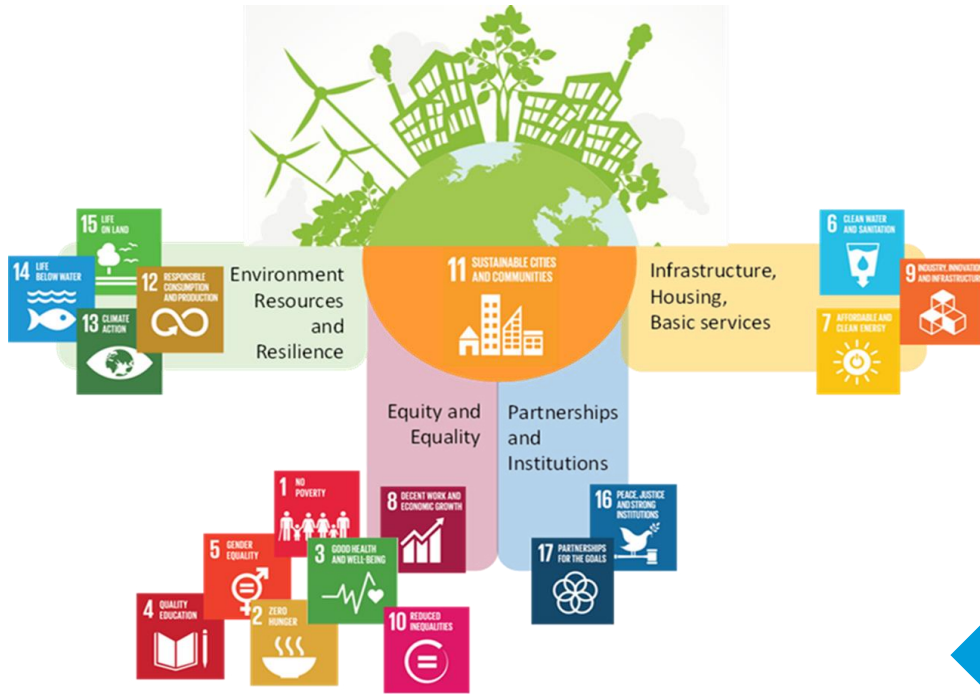 15 LIFE
ON LAND
14 LIFE
BELOW WATER
12 RESPONSIBLE
CONSUMPTION
AND PRODUCTION
13 CLIMATE
ACTION
Environment
Resources
and
Resilience
11 SUSTAINABLE CITIES
AND COMMUNITIES
Infrastructure,
Housing,
Basic services
6 CLEAN WATER
AND SANITATION
9 INDUSTRY, INNOVATION
AND INFRASTRUCTURE
7 AFFORDABLE AND
CLEAN ENERGY
Equity and
Equality
Partnerships
and
Institutions
1 NO
POVERTY
8 DECENT WORK AND
ECONOMIC GROWTH
5 GENDER
EQUALITY
3 GOOD HEALTH
AND WELL-BEING
4 QUALITY
EDUCATION
2 ZERO
HUNGER
10 REDUCED
INEQUALITIES
16 PEACE, JUSTICE
AND STRONG
INSTITUTIONS
17 PARTNERSHIPS
FOR THE GOALS